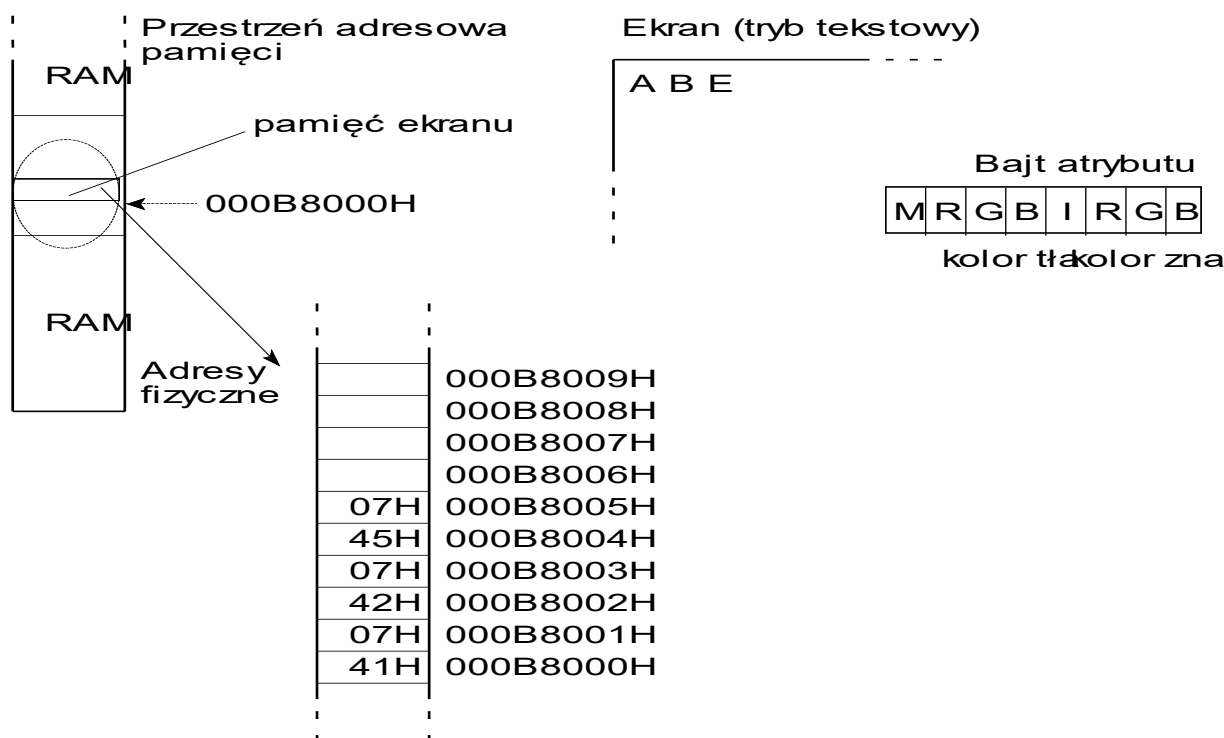 Przestrzeń adresowa
pamięci
RAM
pamięć ekranu
000B8000H
RAM
Adresy
fizyczne
Ekran (tryb tekstowy)
A B E
Bajt atrybutu
M R G B I R G B
kolor tła kolor zna
000B8009H
000B8008H
000B8007H
000B8006H
07H 000B8005H
45H 000B8004H
07H 000B8003H
42H 000B8002H
07H 000B8001H
41H 000B8000H